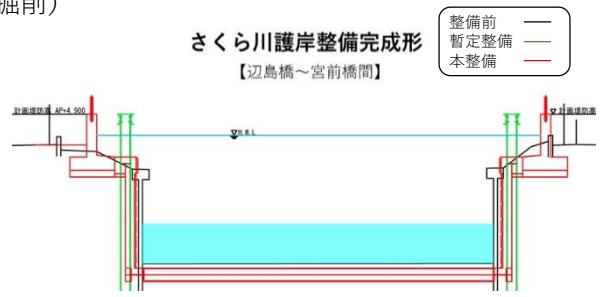 掘削）
さくら川護岸整備完成形
【辺島橋～宮前橋間】
整備前
暫定整備
本整備
計画堤防高 AP+4.900
H.W.L
計画堤防高